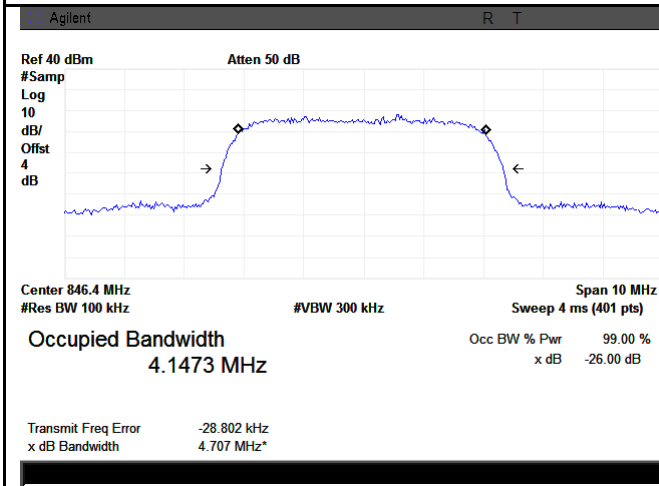 Agilent R T
Ref 40 dBm Atten 50 dB
#Samp
Log
10
dB/
Offst
4
dB
Center 846.4 MHz Span 10 MHz
#Res BW 100 kHz #VBW 300 kHz Sweep 4 ms (401 pts)
Occupied Bandwidth Occ BW % Pwr 99.00 %
4.1473 MHz x dB -26.00 dB
Transmit Freq Error -28.802 kHz
x dB Bandwidth 4.707 MHz*